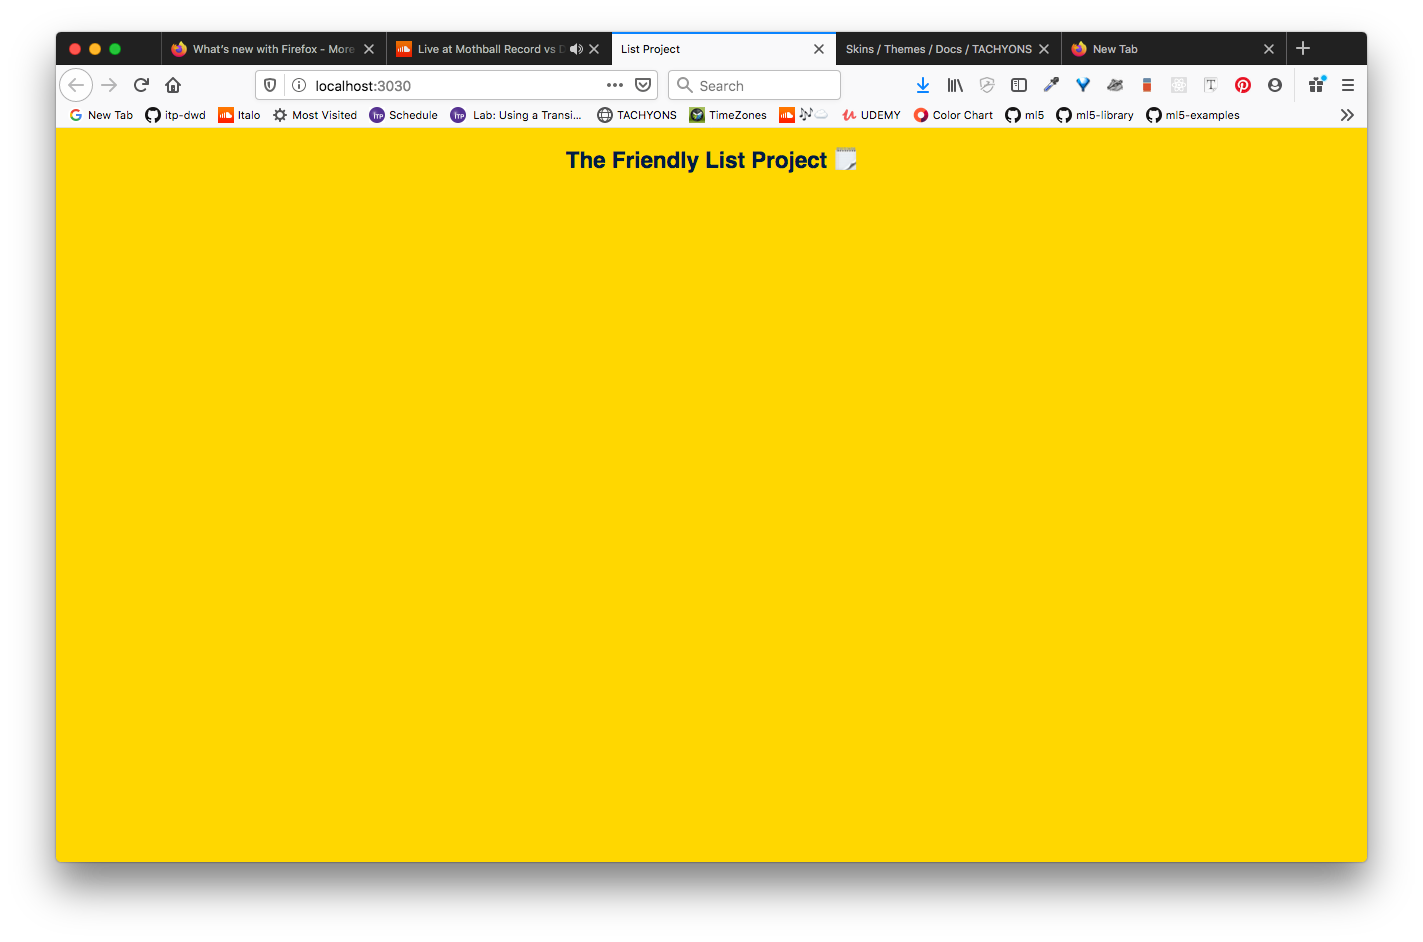 What's new with Firefox - More
Live at Mothball Record vs D
List Project
Skins / Themes / Docs / TACHYONS
New Tab
localhost:3030
Search
New Tab
itp-dwd
Italo
Most Visited
Schedule
Lab: Using a Transi...
TACHYONS
TimeZones
UDEMY
Color Chart
ml5
ml5-library
ml5-examples
The Friendly List Project